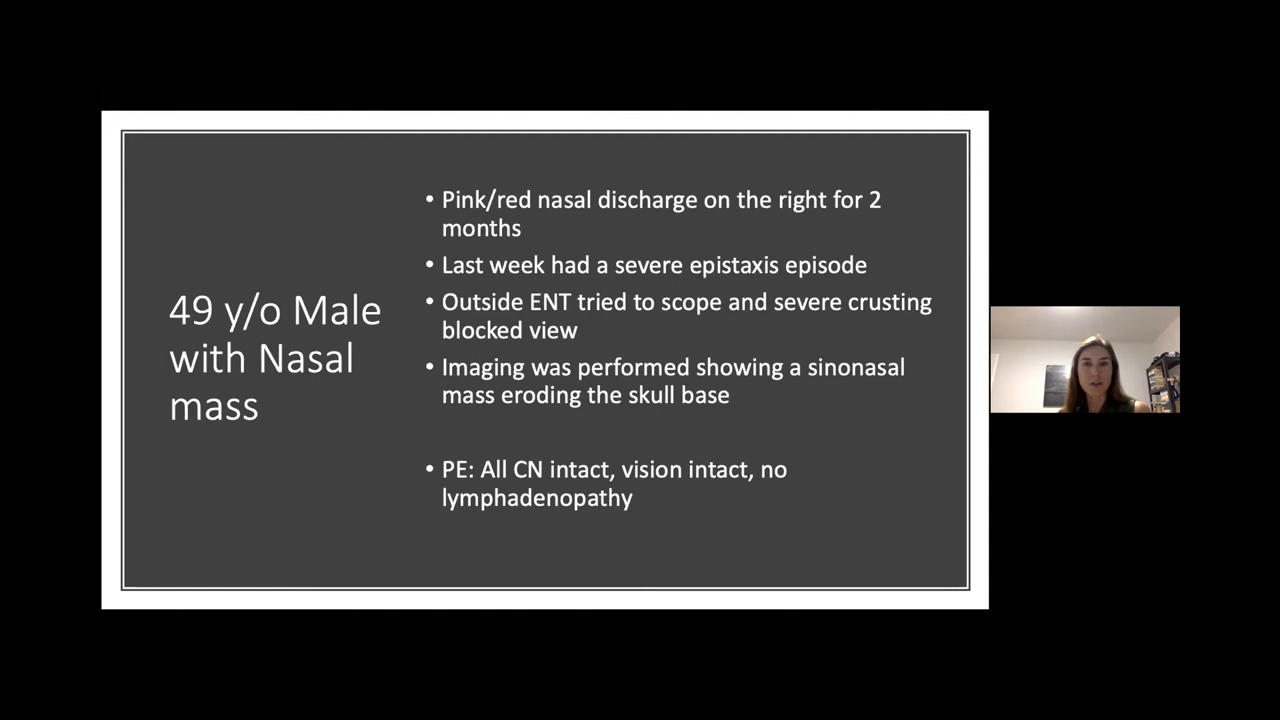 49 y/o Male
with Nasal
mass
• Pink/red nasal discharge on the right for 2
months
• Last week had a severe epistaxis episode
• Outside ENT tried to scope and severe crusting
blocked view
• Imaging was performed showing a sinonasal
mass eroding the skull base
• PE: All CN intact, vision intact, no
lymphadenopathy